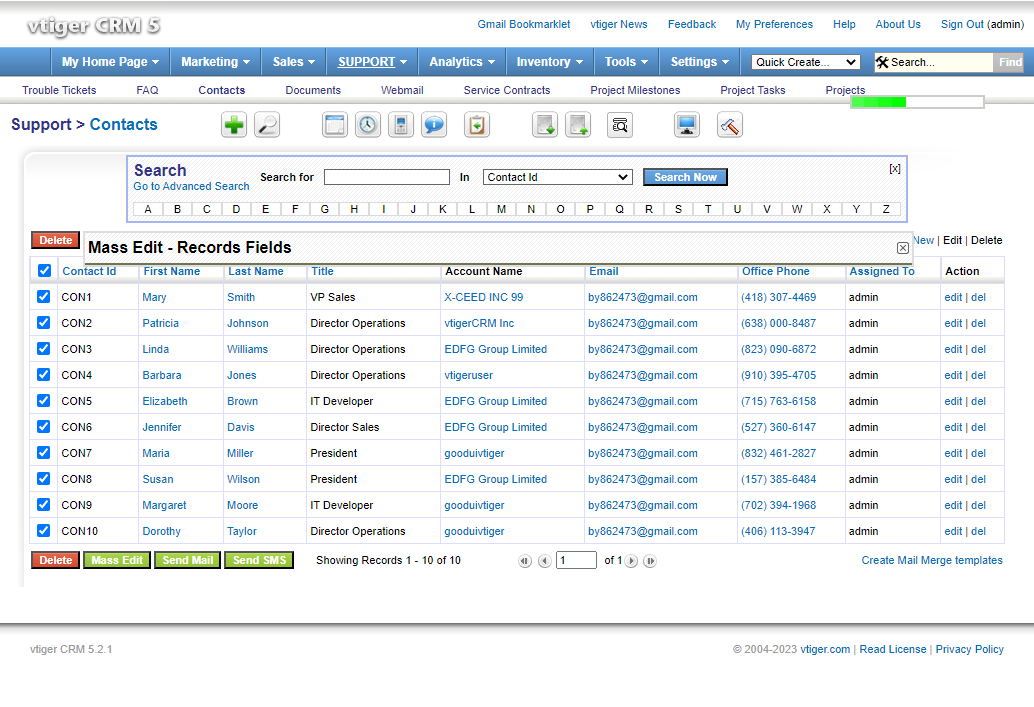 vtiger CRM 5
Gmail Bookmarklet vtiger News Feedback My Preferences Help About Us Sign Out (admin)
My Home Page Marketing Sales SUPPORT Analytics Inventory Tools Settings Quick Create... Search... Find
Trouble Tickets FAQ Contacts Documents Webmail Service Contracts Project Milestones Project Tasks Projects
Support > Contacts
Search
Go to Advanced Search
Search for In Contact Id Search Now
[x]
A B C D E F G H I J K L M N O P Q R S T U V W X Y Z
Delete
New | Edit | Delete
Mass Edit - Records Fields
Contact Id First Name Last Name Title Account Name Email Office Phone Assigned To Action
CON1 Mary Smith VP Sales X-CEED INC 99 by862473@gmail.com (418) 307-4469 admin edit | del
CON2 Patricia Johnson Director Operations vtigerCRM Inc by862473@gmail.com (638) 000-8487 admin edit | del
CON3 Linda Williams Director Operations EDFG Group Limited by862473@gmail.com (823) 090-6872 admin edit | del
CON4 Barbara Jones Director Operations vtigeruser by862473@gmail.com (910) 395-4705 admin edit | del
CON5 Elizabeth Brown IT Developer EDFG Group Limited by862473@gmail.com (715) 763-6158 admin edit | del
CON6 Jennifer Davis Director Sales EDFG Group Limited by862473@gmail.com (527) 360-6147 admin edit | del
CON7 Maria Miller President gooduivtiger by862473@gmail.com (832) 461-2827 admin edit | del
CON8 Susan Wilson President EDFG Group Limited by862473@gmail.com (157) 385-6484 admin edit | del
CON9 Margaret Moore IT Developer gooduivtiger by862473@gmail.com (702) 394-1968 admin edit | del
CON10 Dorothy Taylor Director Operations gooduivtiger by862473@gmail.com (406) 113-3947 admin edit | del
Delete Mass Edit Send Mail Send SMS Showing Records 1 - 10 of 10 1 of 1 Create Mail Merge templates
vtiger CRM 5.2.1 © 2004-2023 vtiger.com | Read License | Privacy Policy